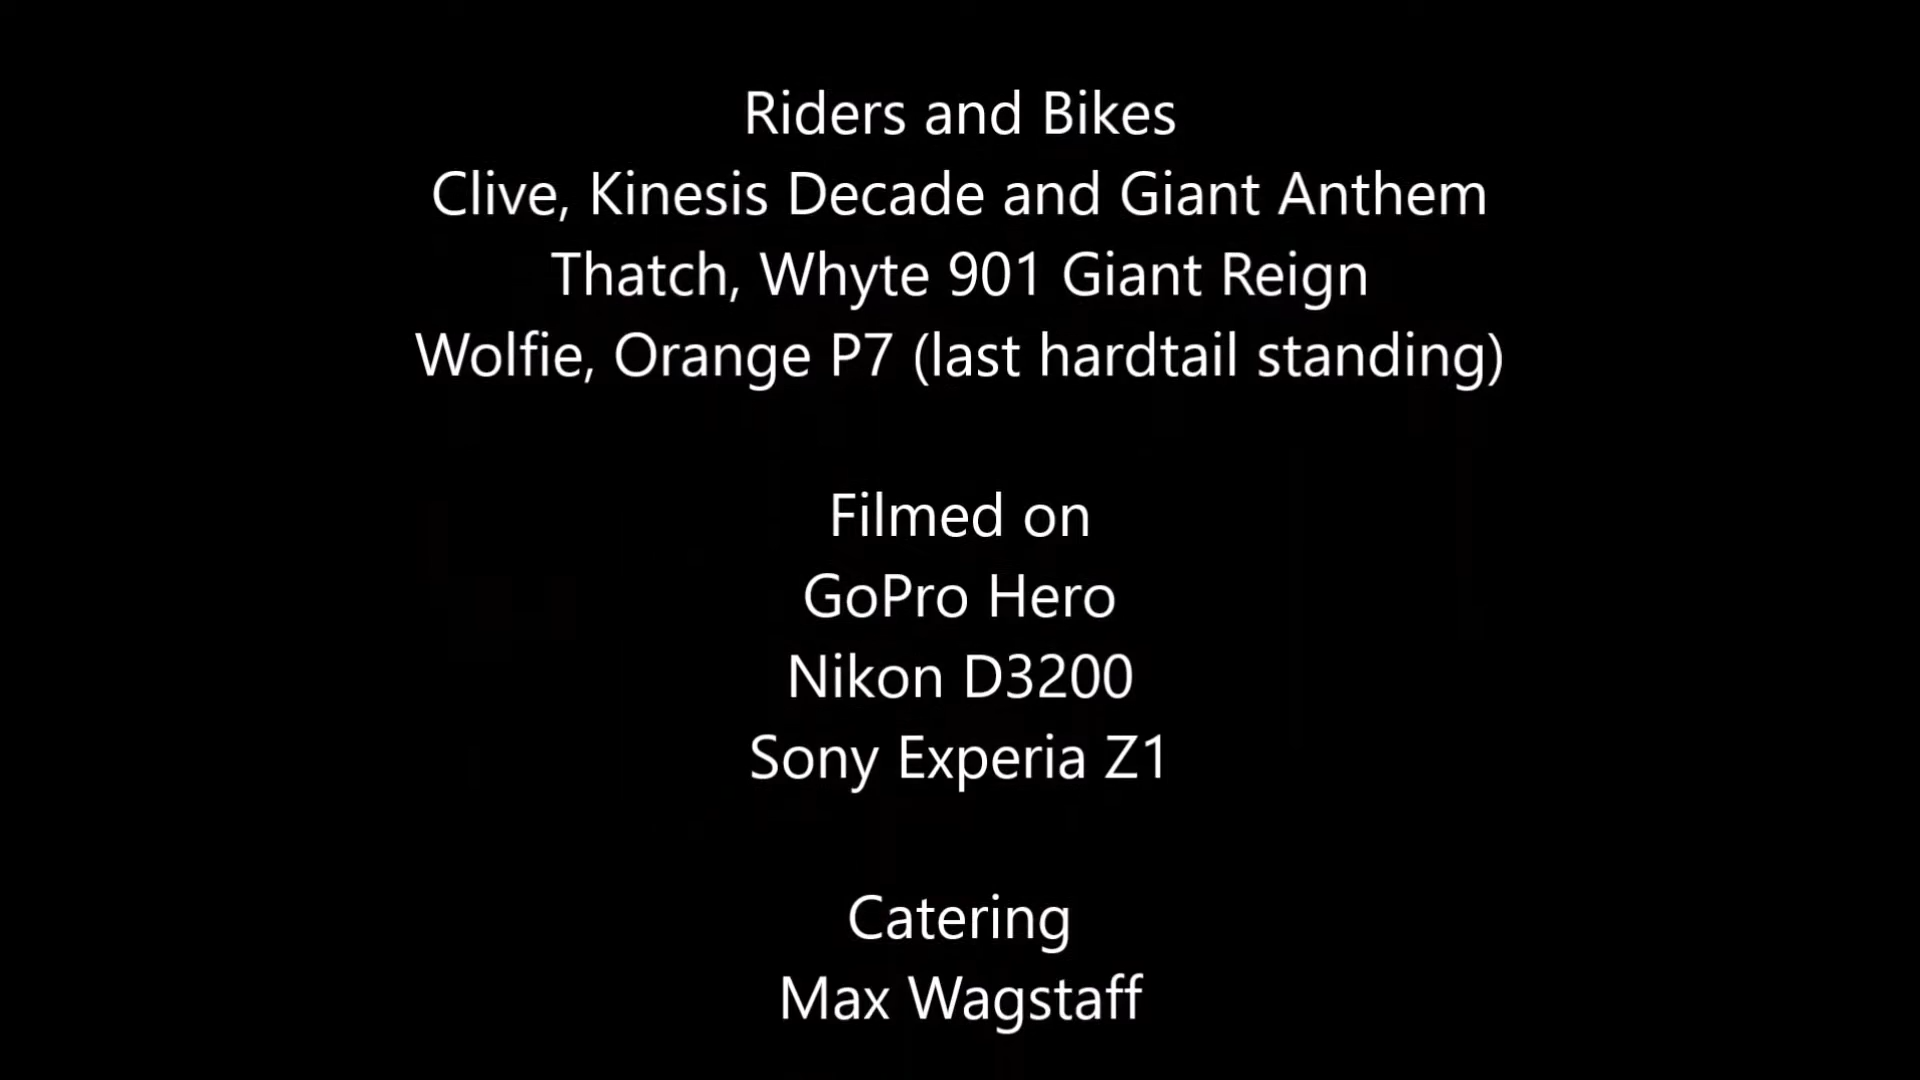 Riders and Bikes
Clive, Kinesis Decade and Giant Anthem
Thatch, Whyte 901 Giant Reign
Wolfie, Orange P7 (last hardtail standing)
Filmed on
GoPro Hero
Nikon D3200
Sony Experia Z1
Catering
Max Wagstaff